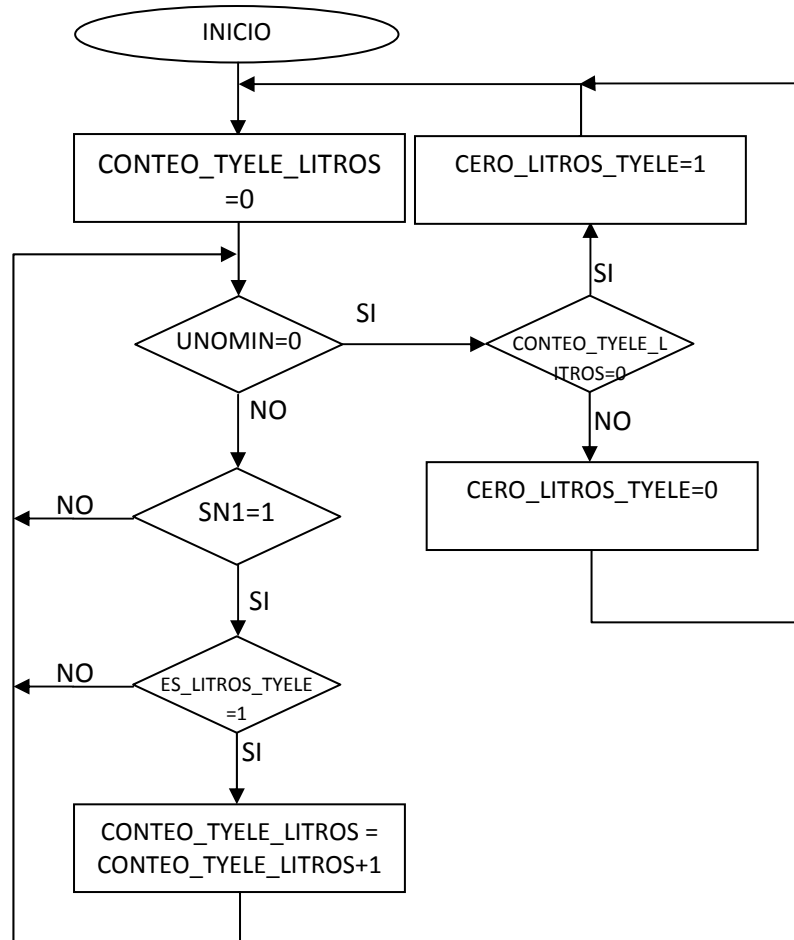 INICIO
CONTEO_TYELE_LITROS
=0
CERO_LITROS_TYELE=1
SI
UNOMIN=0
SI
CONTEO_TYELE_L
ITROS=0
NO
NO
CERO_LITROS_TYELE=0
NO
SN1=1
SI
NO
ES_LITROS_TYELE
=1
SI
CONTEO_TYELE_LITROS =
CONTEO_TYELE_LITROS+1